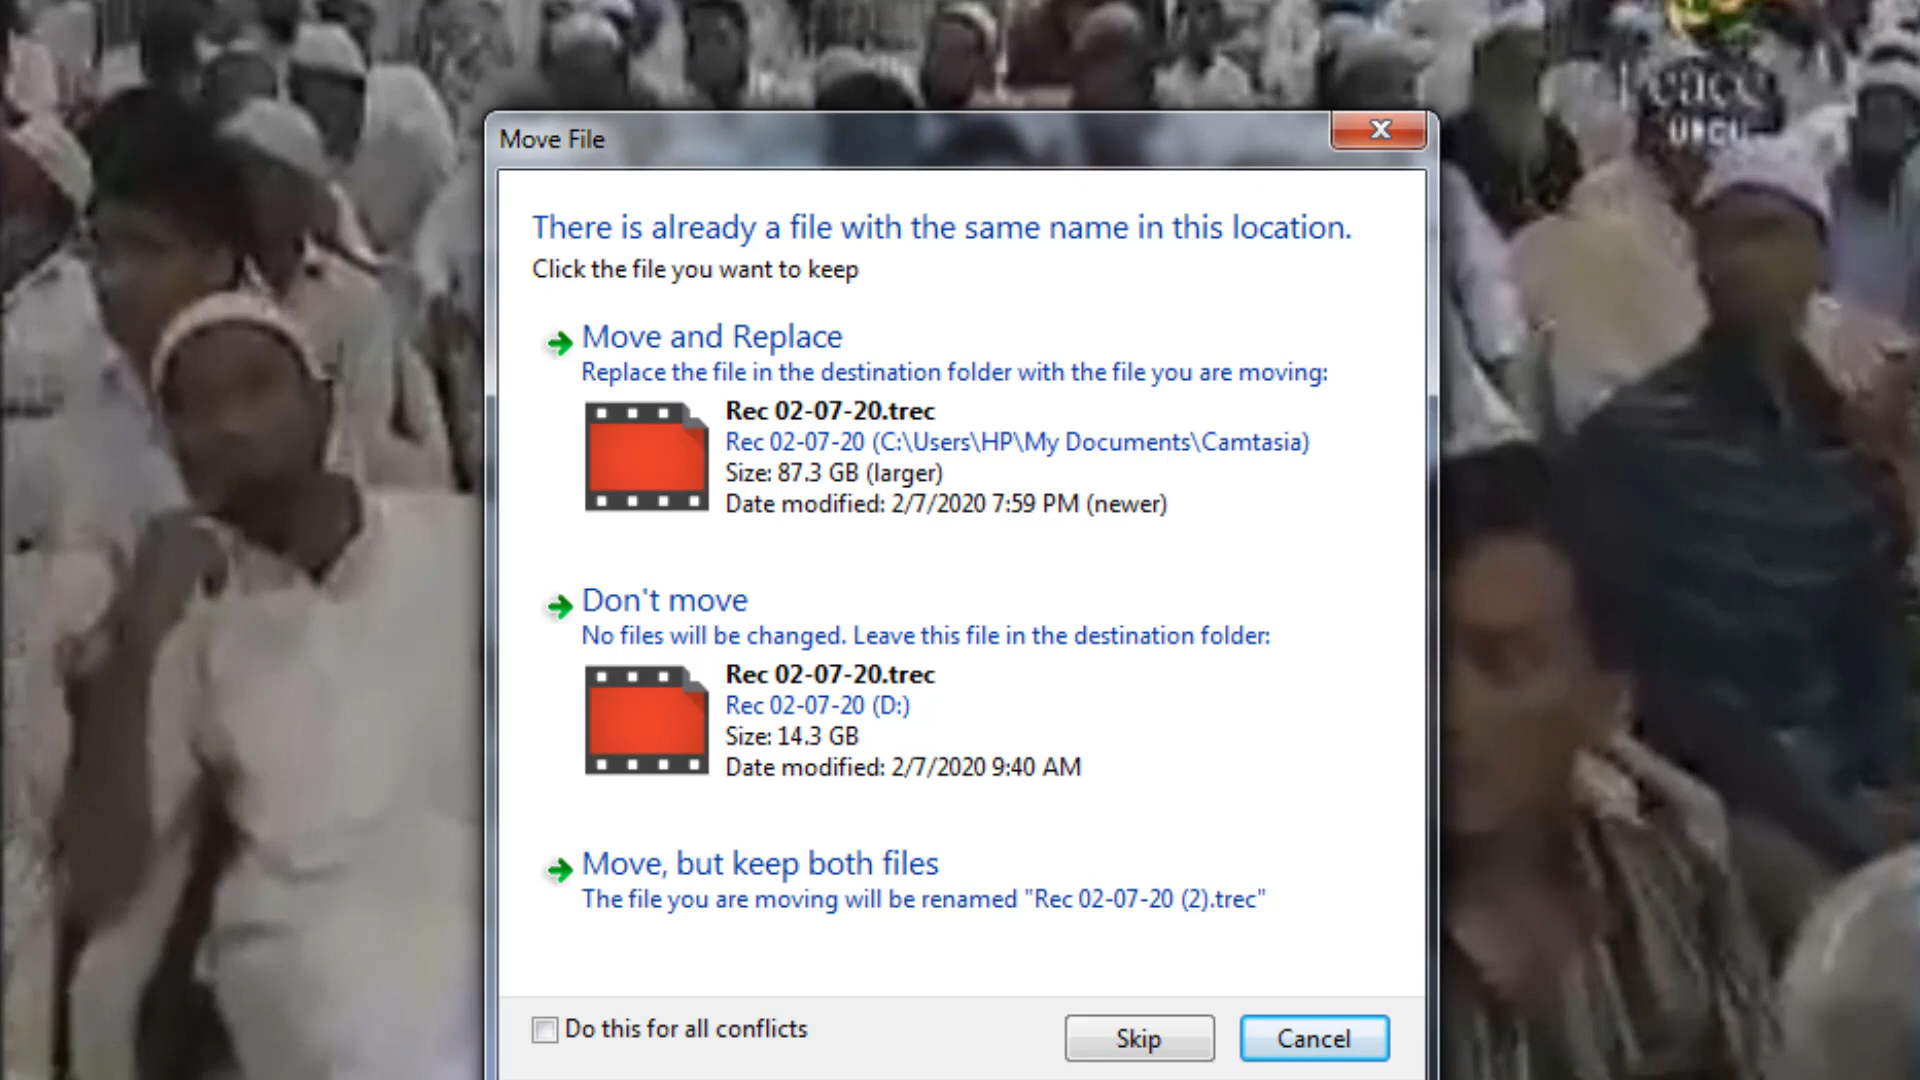 Peace
Move File
There is already a file with the same name in this location.
Click the file you want to keep
Move and Replace
Replace the file in the destination folder with the file you are moving:
Rec 02-07-20.trec
Rec 02-07-20 (C:\Users\HP\My Documents\Camtasia)
Size: 87.3 GB (larger)
Date modified: 2/7/2020 7:59 PM (newer)
Don't move
No files will be changed. Leave this file in the destination folder:
Rec 02-07-20.trec
Rec 02-07-20 (D:)
Size: 14.3 GB
Date modified: 2/7/2020 9:40 AM
Move, but keep both files
The file you are moving will be renamed "Rec 02-07-20 (2).trec"
Do this for all conflicts
Skip
Cancel